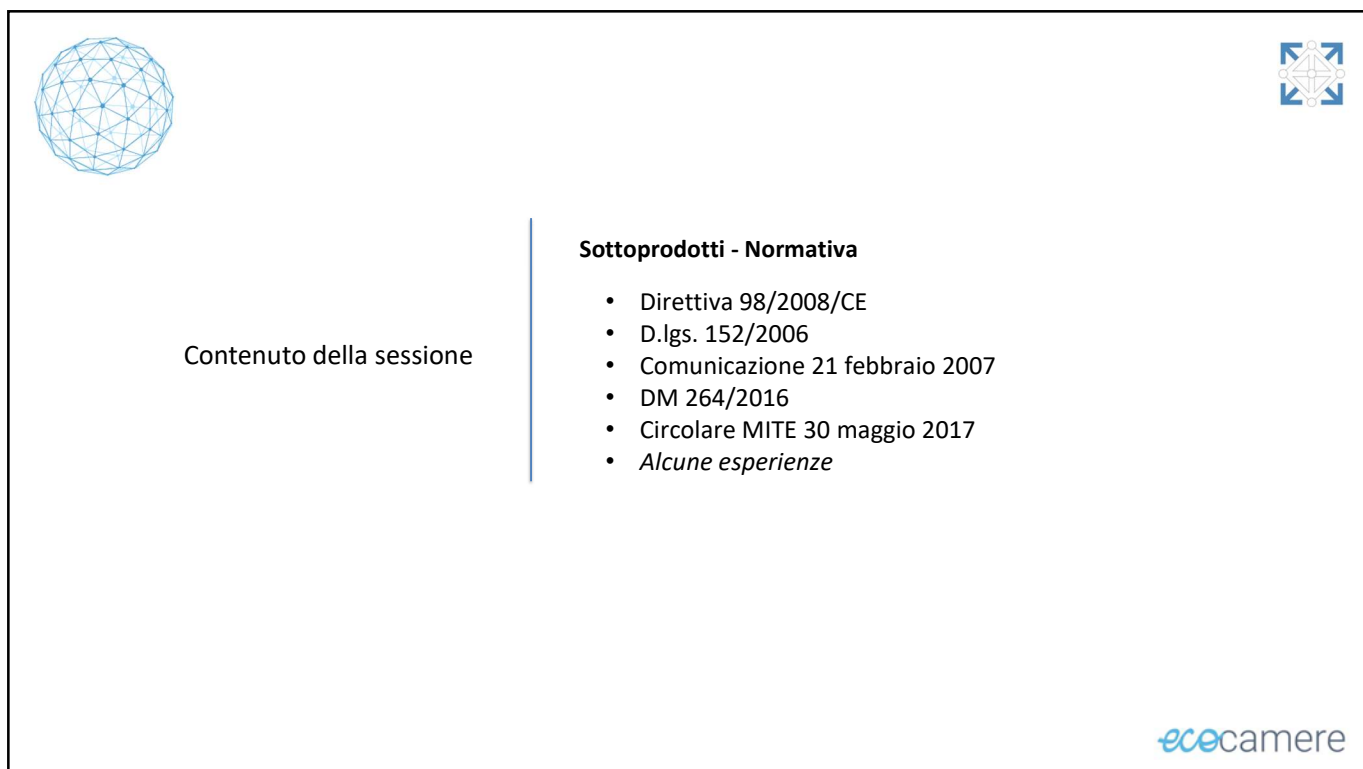 Contenuto della sessione
Sottoprodotti - Normativa
• Direttiva 98/2008/CE
• D.lgs. 152/2006
• Comunicazione 21 febbraio 2007
• DM 264/2016
• Circolare MITE 30 maggio 2017
• Alcune esperienze
ecocamere